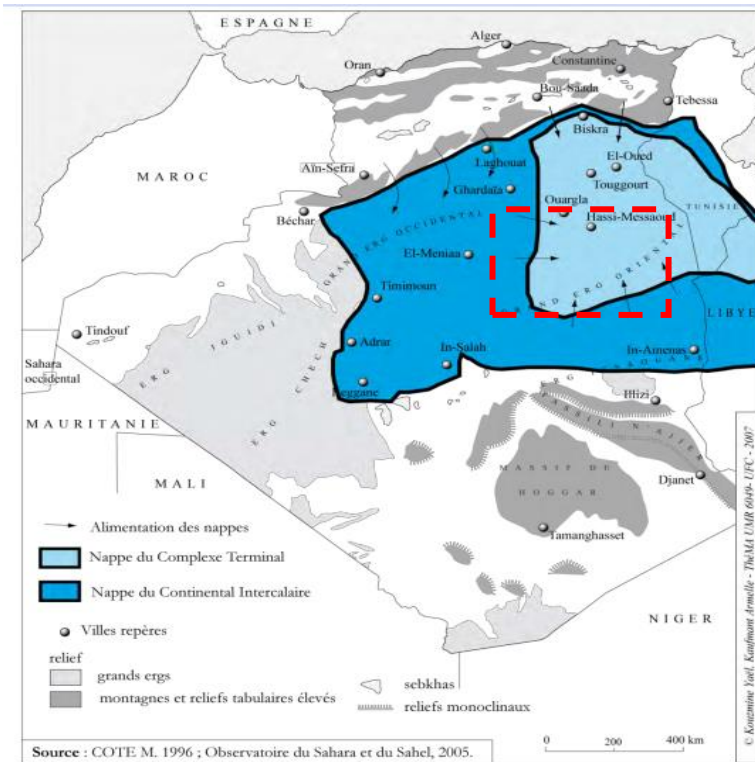 ESPAGNE
Alger
Oran
Constantine
Bou-Saâda
Tebessa
Biskra
Laghouat
El-Oued
Aïn-Sefra
MAROC
Touggourt
Ghardaïa
Ouargla
TUNISIE
Béchar
Hassi-Messaoud
GRAND ERG OCCIDENTAL
El-Meniaa
GRAND ERG ORIENTAL
Timimoun
LIBYE
Tindouf
ERG IGUIDI
Adrar
In-Salah
In-Amenas
Sahara
occidental
ERG CHECH
Reggane
Illizi
TASSILI N'AJJER
MAURITANIE
MASSIF DE
HOGGAR
Djanet
MALI
Tamanghasset
Alimentation des nappes
Nappe du Complexe Terminal
Nappe du Continental Intercalaire
NIGER
Villes repères
relief
grands ergs
montagnes et reliefs tabulaires élevés
sebkhas
reliefs monoclinaux
0 200 400 km
Source : COTE M. 1996 ; Observatoire du Sahara et du Sahel, 2005.
© Kouzmine Yaël, Kaufmant Armelle - ThéMA UMR 6049- UFC - 2007